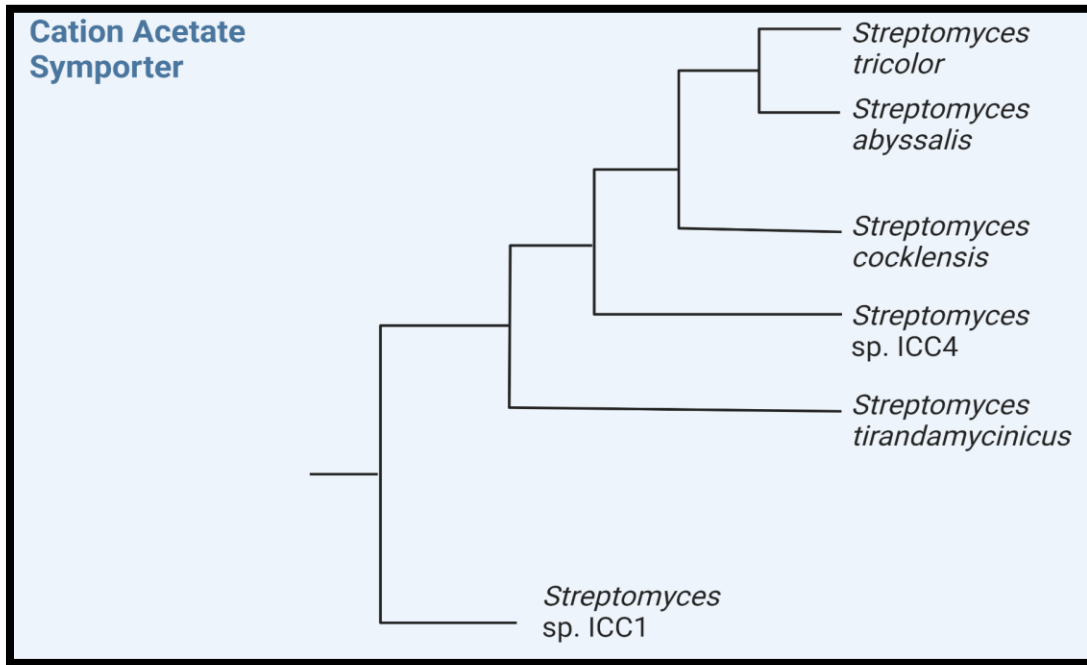 Cation Acetate
Symporter
Streptomyces
tricolor
Streptomyces
abyssalis
Streptomyces
cocklensis
Streptomyces
sp. ICC4
Streptomyces
tirandamycinicus
Streptomyces
sp. ICC1